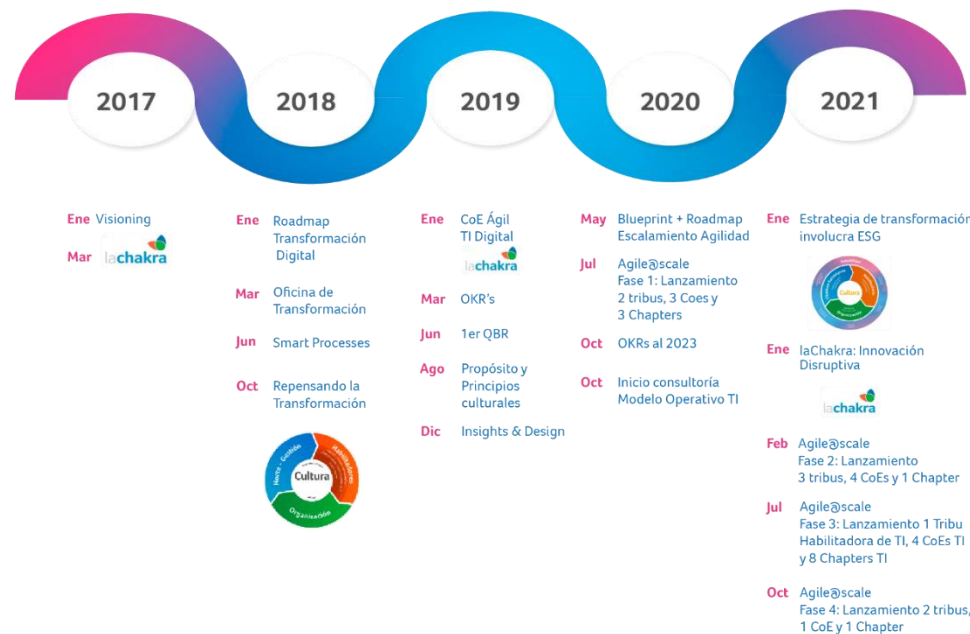 2017
2018
2019
2020
2021
Ene Visioning
Mar lachakra
Ene Roadmap
Transformación
Digital
Mar Oficina de
Transformación
Jun Smart Processes
Oct Repensando la
Transformación
Norte - Gestión
Habilitadores
Cultura
Organización
Ene CoE Ágil
TI Digital
lachakra
Mar OKR's
Jun 1er QBR
Ago Propósito y
Principios
culturales
Dic Insights & Design
May Blueprint + Roadmap
Escalamiento Agilidad
Jul Agile@scale
Fase 1: Lanzamiento
2 tribus, 3 Coes y
3 Chapters
Oct OKRs al 2023
Oct Inicio consultoría
Modelo Operativo TI
Ene Estrategia de transformación
involucra ESG
Cultura
Ene laChakra: Innovación
Disruptiva
lachakra
Feb Agile@scale
Fase 2: Lanzamiento
3 tribus, 4 CoEs y 1 Chapter
Jul Agile@scale
Fase 3: Lanzamiento 1 Tribu
Habilitadora de TI, 4 CoEs TI
y 8 Chapters TI
Oct Agile@scale
Fase 4: Lanzamiento 2 tribus,
1 CoE y 1 Chapter